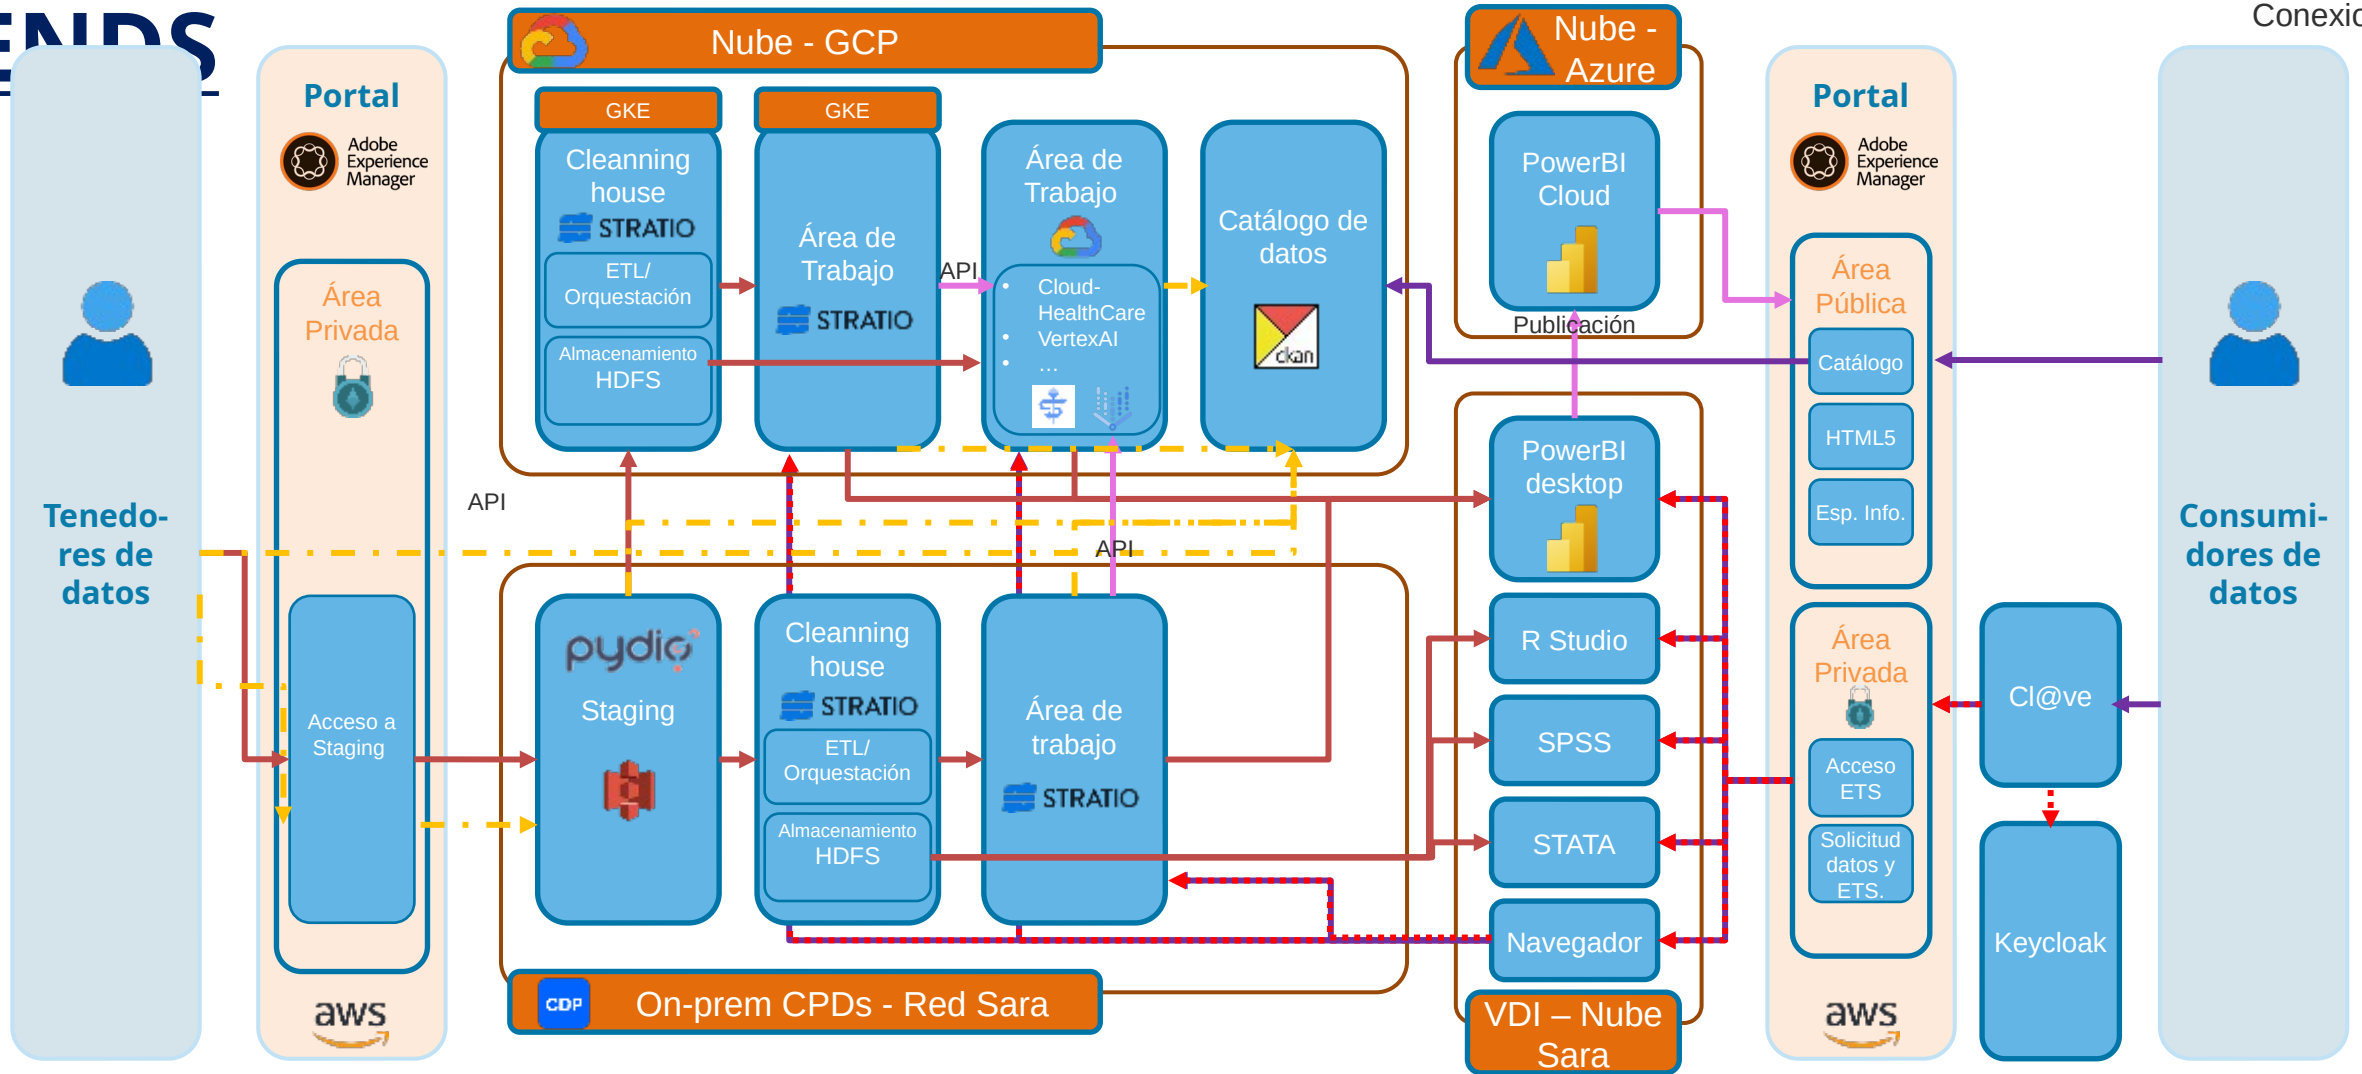 ENDS
Conexio
Tenedo-
res de
datos
Portal
Adobe
Experience
Manager
Área
Privada
Acceso a
Staging
aws
Nube - GCP
GKE
Cleanning
house
STRATIO
ETL/
Orquestación
Almacenamiento
HDFS
GKE
Área de
Trabajo
STRATIO
API
Área de
Trabajo
• Cloud-
HealthCare
• VertexAI
• ...
Catálogo de
datos
ckan
API
API
pydio
Staging
Cleanning
house
STRATIO
ETL/
Orquestación
Almacenamiento
HDFS
Área de
trabajo
STRATIO
CDP
On-prem CPDs - Red Sara
Nube -
Azure
PowerBI
Cloud
Publicación
PowerBI
desktop
R Studio
SPSS
STATA
Navegador
VDI – Nube
Sara
Portal
Adobe
Experience
Manager
Área
Pública
Catálogo
HTML5
Esp. Info.
Área
Privada
Acceso
ETS
Solicitud
datos y
ETS.
aws
Cl@ve
Keycloak
Consumi-
dores de
datos